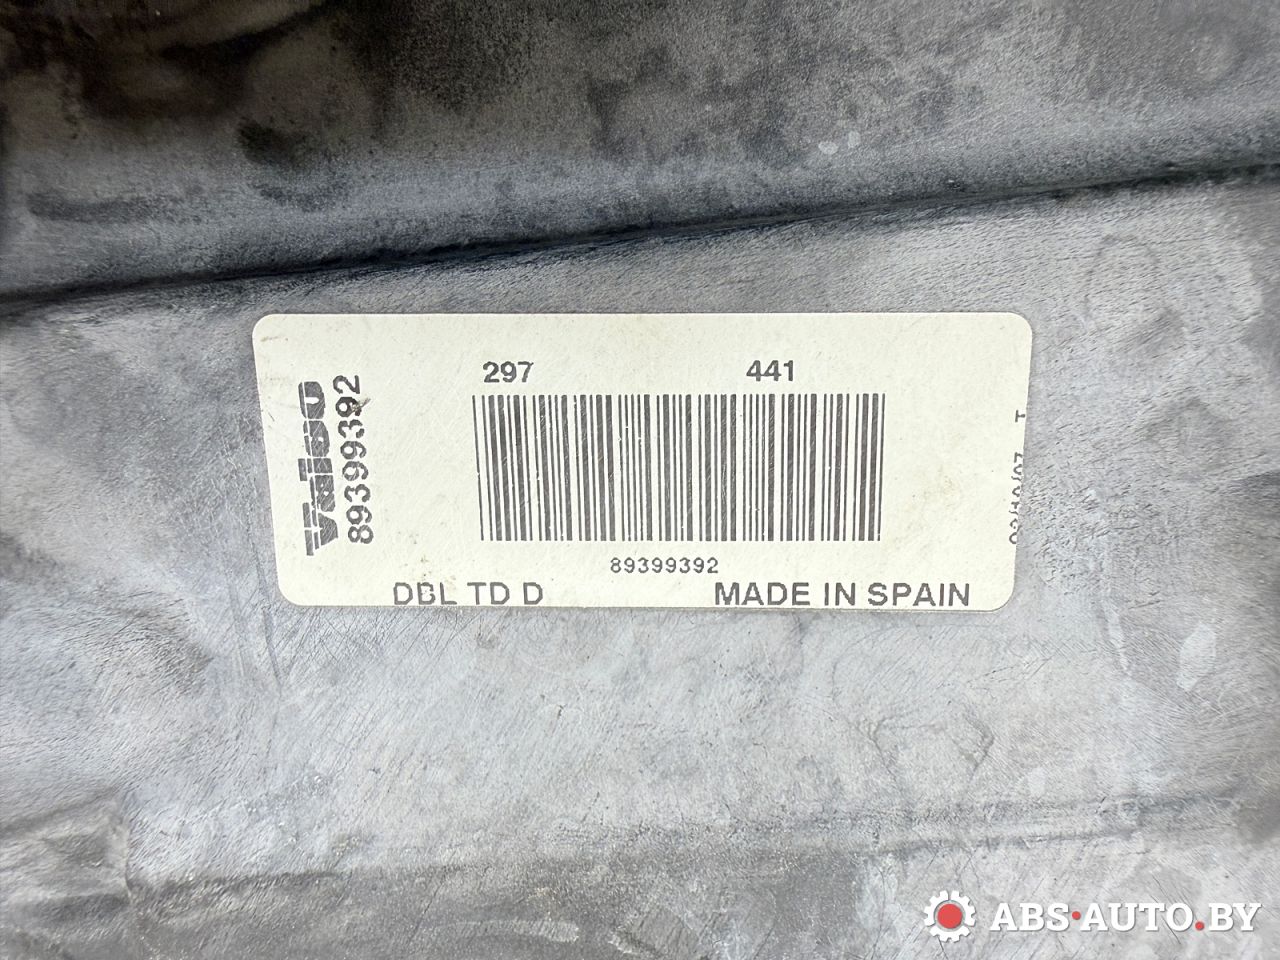 297 441
Valeo
89399392
89399392
DBL TD D MADE IN SPAIN
T
ABS·AUTO.BY